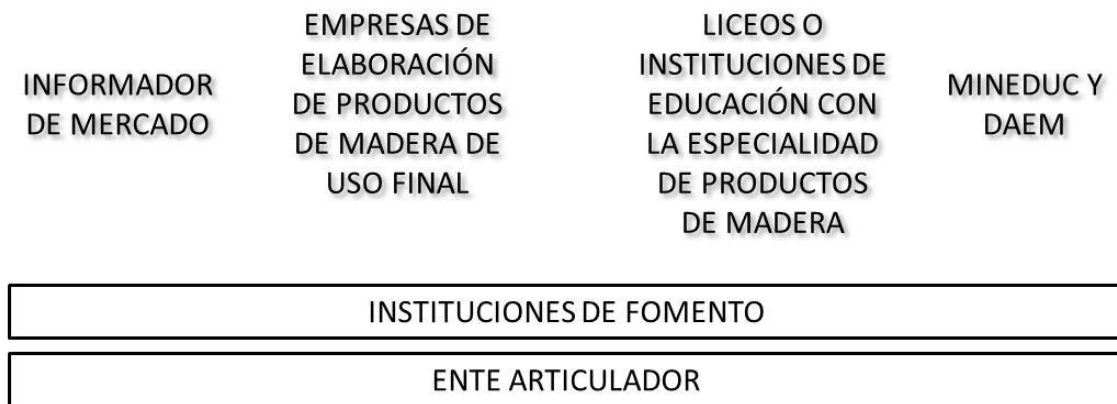 INFORMADOR
DE MERCADO
EMPRESAS DE
ELABORACIÓN
DE PRODUCTOS
DE MADERA DE
USO FINAL
LICEOS O
INSTITUCIONES DE
EDUCACIÓN CON
LA ESPECIALIDAD
DE PRODUCTOS
DE MADERA
MINEDUC Y
DAEM
INSTITUCIONES DE FOMENTO
ENTE ARTICULADOR